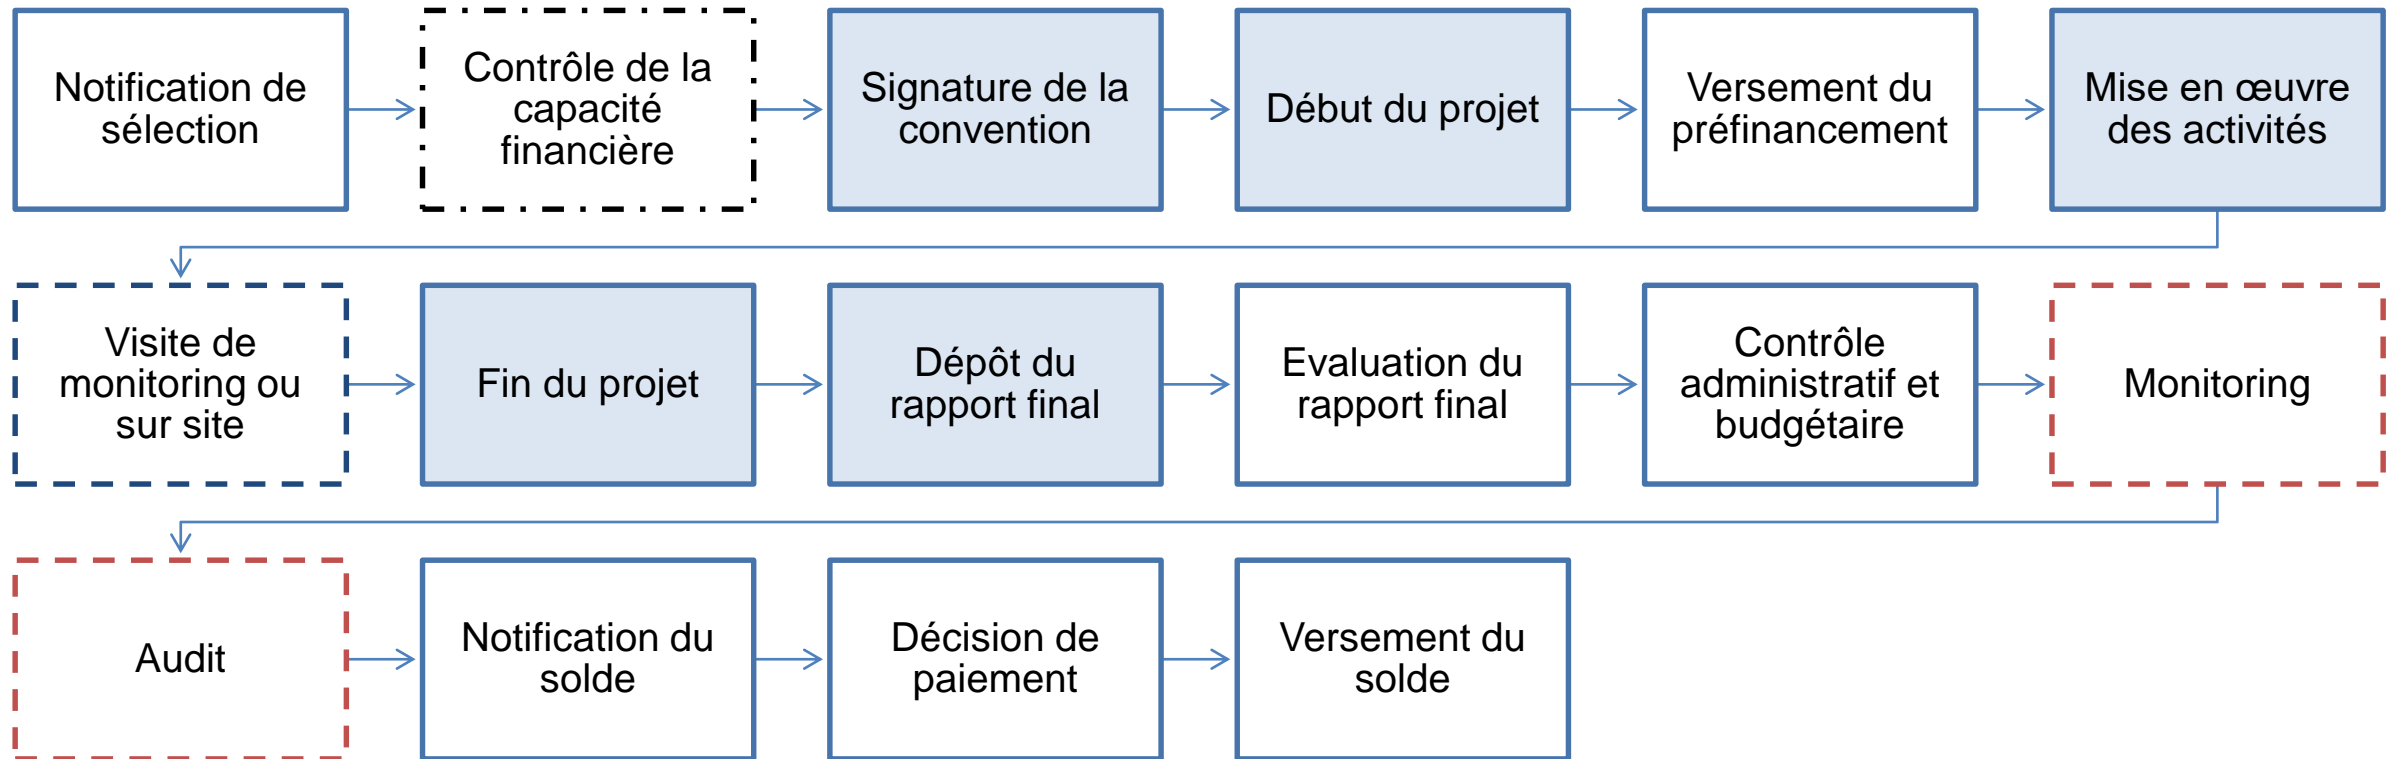 Notification de
sélection
Contrôle de la
capacité
financière
Signature de la
convention
Début du projet
Versement du
préfinancement
Mise en œuvre
des activités
Visite de
monitoring ou
sur site
Fin du projet
Dépôt du
rapport final
Evaluation du
rapport final
Contrôle
administratif et
budgétaire
Monitoring
Audit
Notification du
solde
Décision de
paiement
Versement du
solde